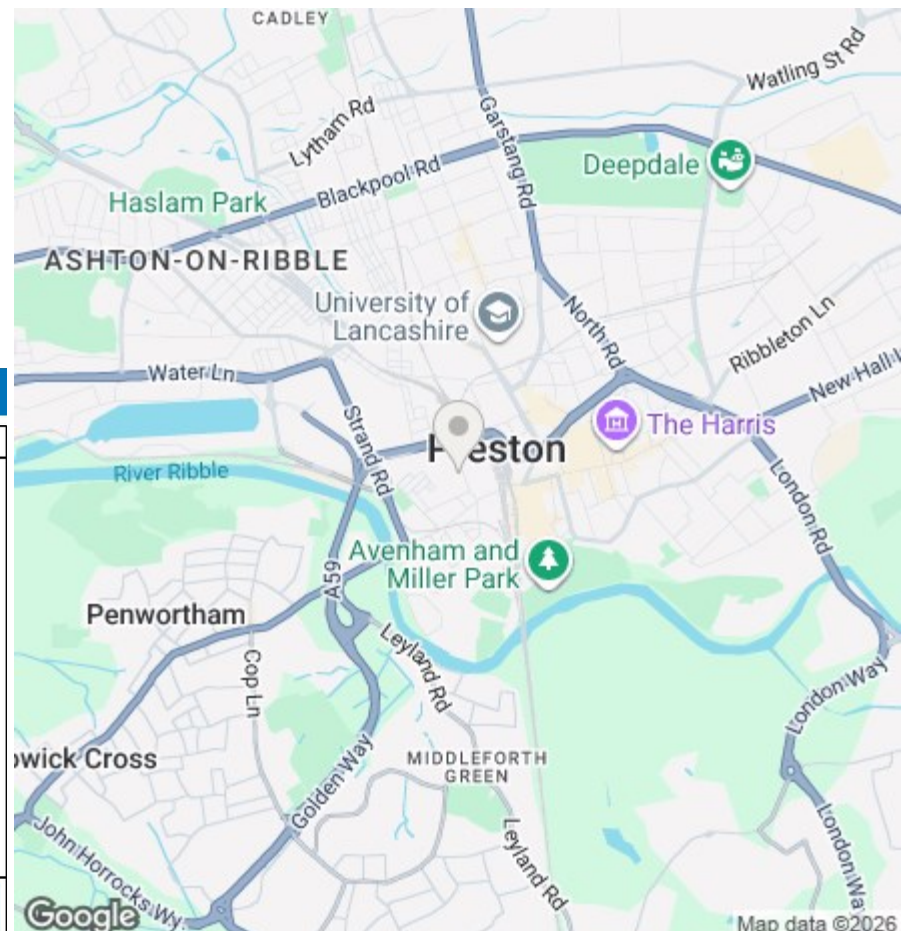 CADLEY
Watling St Rd
Garstang Rd
Lytham Rd
Deepdale
Blackpool Rd
Haslam Park
ASHTON-ON-RIBBLE
University of
Lancashire
North Rd
Ribbleton Ln
Water Ln
New Hall L
Strand Rd
The Harris
Preston
River Ribble
London Rd
Avenham and
Miller Park
A59
Penwortham
Leyland Rd
Cop Ln
London Way
owick Cross
MIDDLEFORTH
GREEN
Golden Way
Leyland Rd
London Wa
John Horrocks Wy.
Google
Map data ©2026